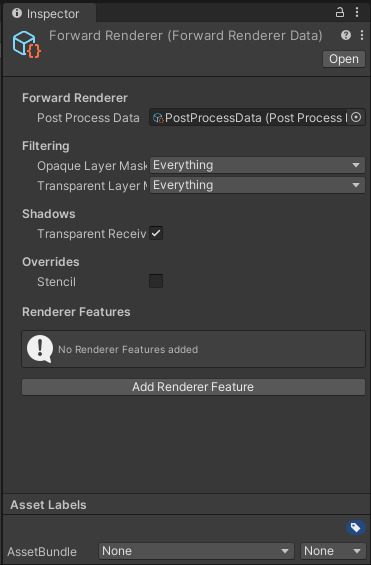 Inspector
Forward Renderer (Forward Renderer Data)
Open
Forward Renderer
Post Process Data PostProcessData (Post Process
Filtering
Opaque Layer Mask Everything
Transparent Layer Everything
Shadows
Transparent Receiv
Overrides
Stencil
Renderer Features
No Renderer Features added
Add Renderer Feature
Asset Labels
AssetBundle None None